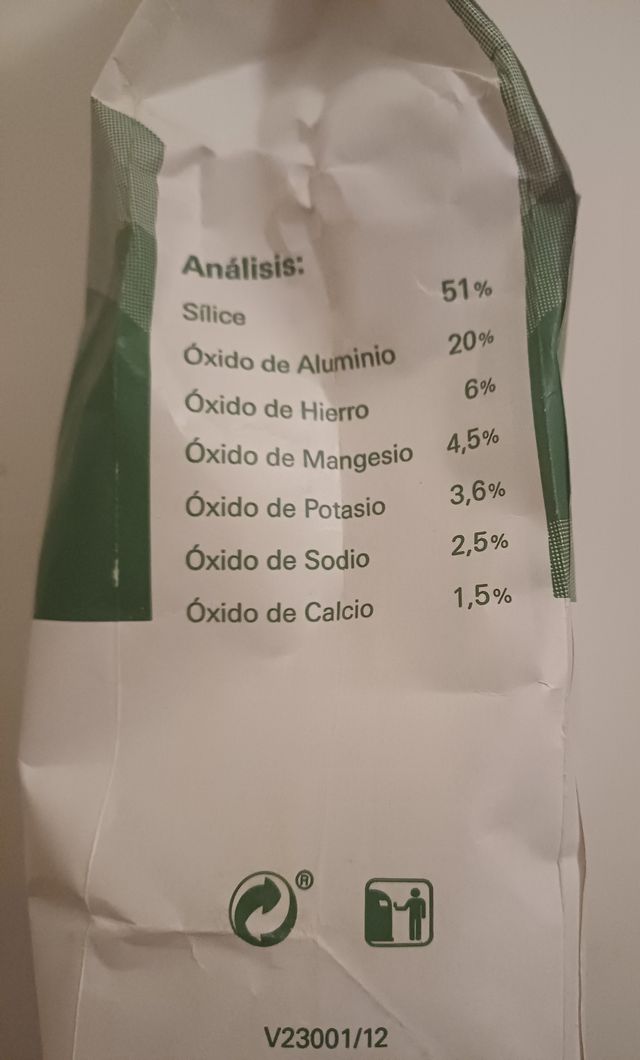 Análisis:
Sílice 51%
Óxido de Aluminio 20%
Óxido de Hierro 6%
Óxido de Mangesio 4,5%
Óxido de Potasio 3,6%
Óxido de Sodio 2,5%
Óxido de Calcio 1,5%
®
V23001/12